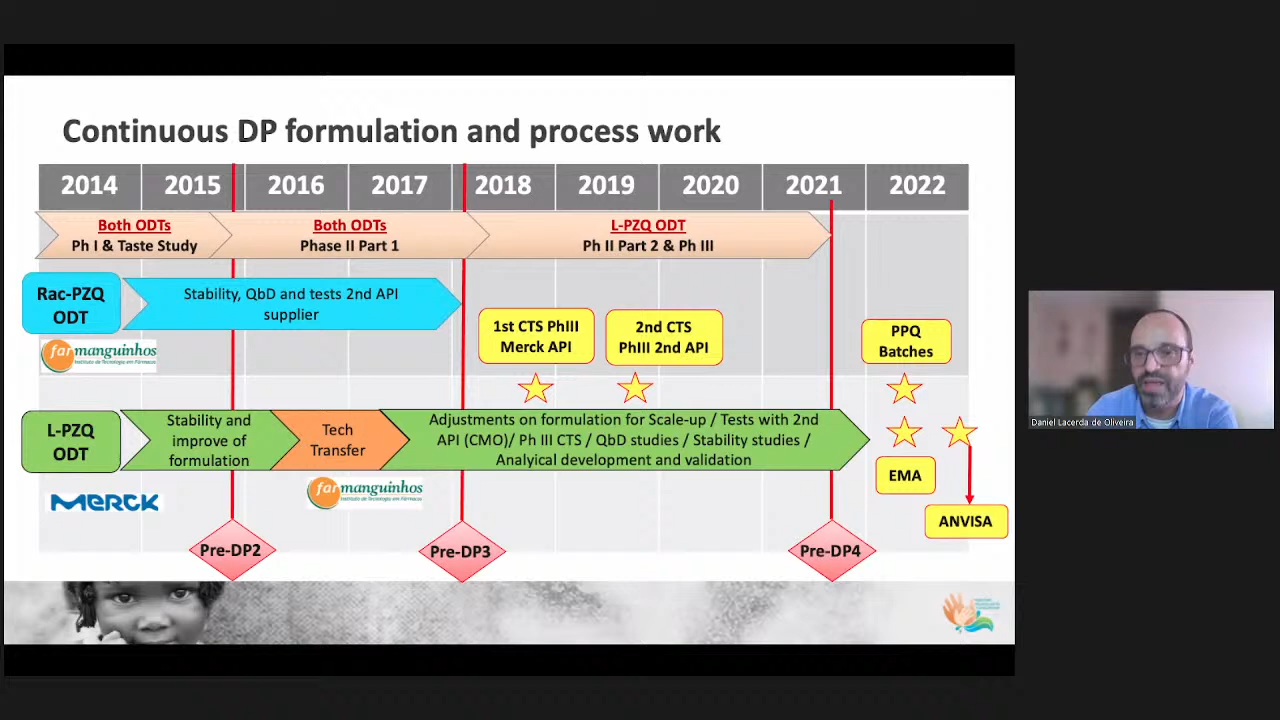 Continuous DP formulation and process work
2014 2015 2016 2017 2018 2019 2020 2021 2022
Both ODTs
Ph I & Taste Study
Both ODTs
Phase II Part 1
L-PZQ ODT
Ph II Part 2 & Ph III
Rac-PZQ
ODT
Stability, QbD and tests 2nd API
supplier
far manguinhos
Instituto de Tecnologia em Fármacos
1st CTS PhIII
Merck API
2nd CTS
PhIII 2nd API
PPQ
Batches
L-PZQ
ODT
Stability and
improve of
formulation
Tech
Transfer
Adjustments on formulation for Scale-up / Tests with 2nd
API (CMO)/ Ph III CTS / QbD studies / Stability studies /
Analyical development and validation
MERCK
far manguinhos
Instituto de Tecnologia em Fármacos
EMA
ANVISA
Pre-DP2
Pre-DP3
Pre-DP4
Daniel Lacerda de Oliveira